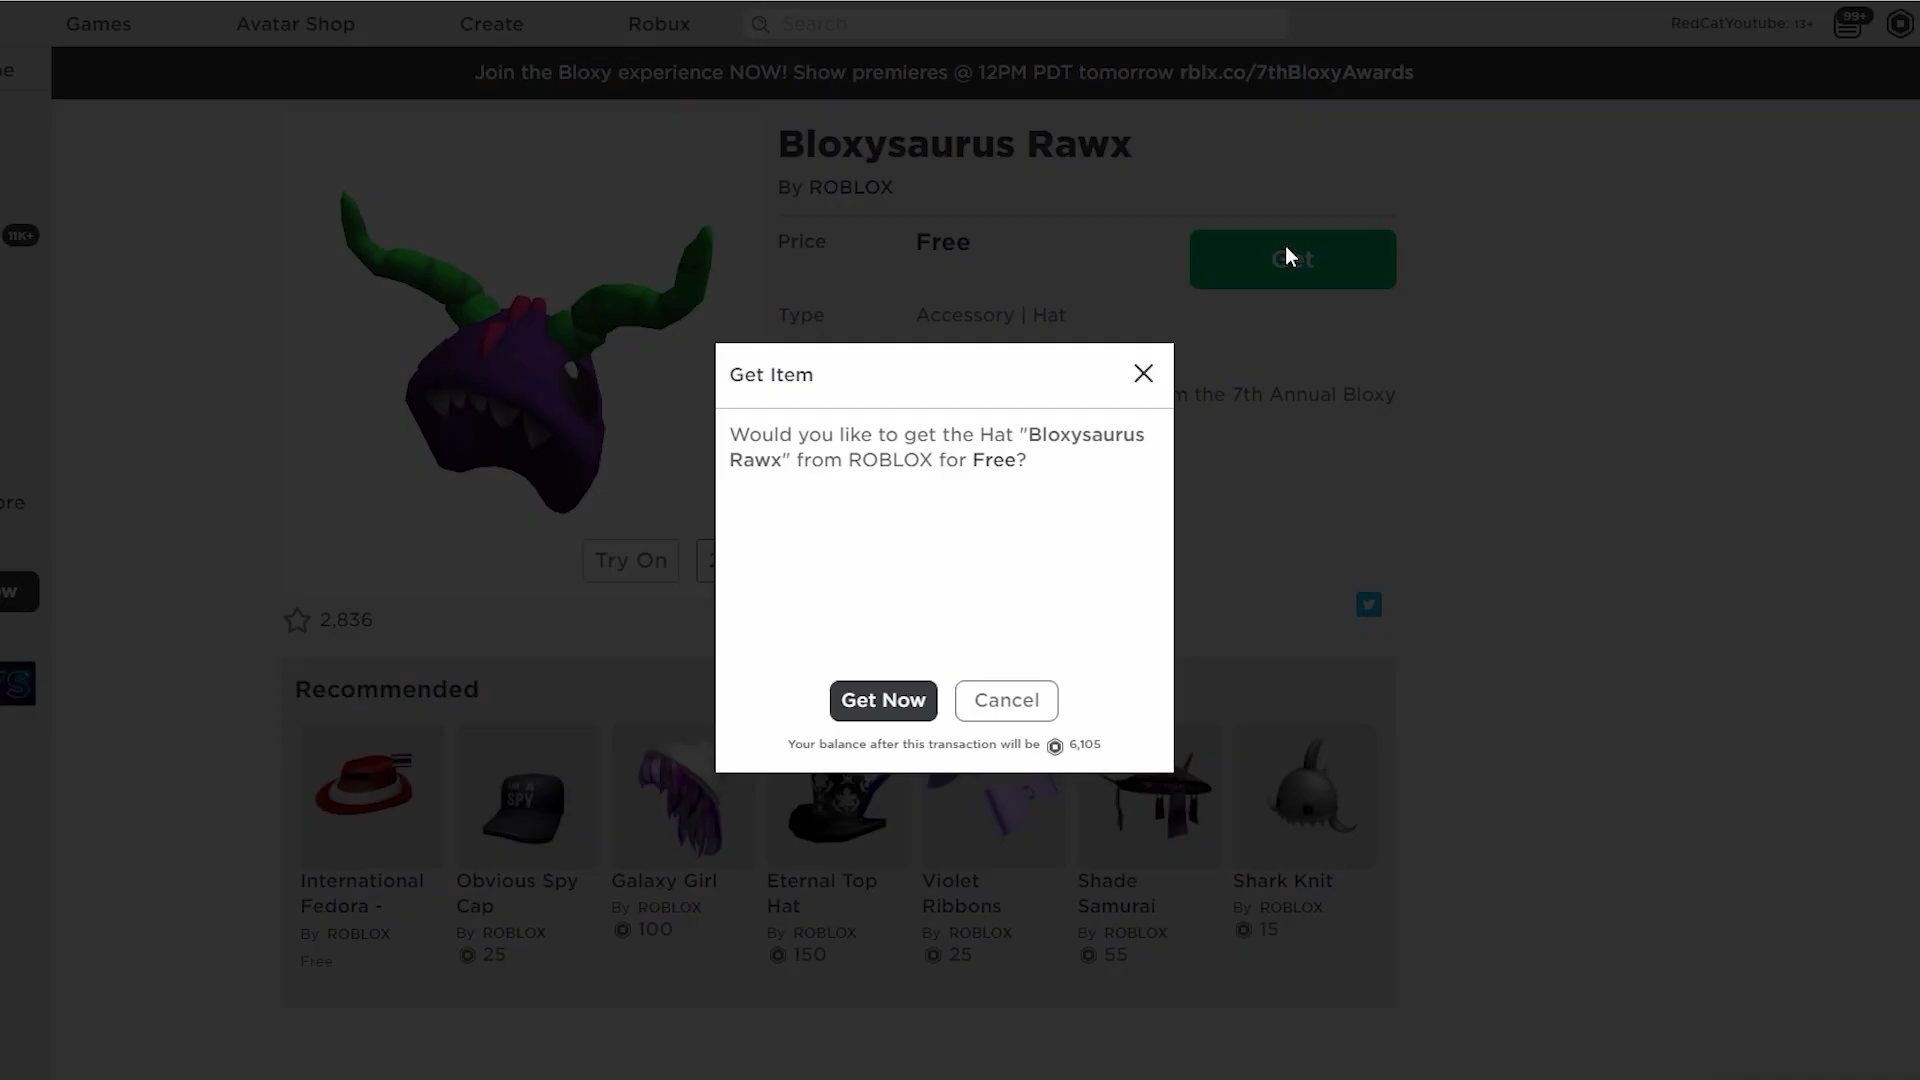 Games
Avatar Shop
Create
Robux
Search
RedCatYoutube: 13+
99+
Join the Bloxy experience NOW! Show premieres @ 12PM PDT tomorrow rblx.co/7thBloxyAwards
Bloxysaurus Rawx
By ROBLOX
11K+
Price
Free
Get
Type
Accessory | Hat
Get Item
the 7th Annual Bloxy
Would you like to get the Hat "Bloxysaurus
Rawx" from ROBLOX for Free?
Try On
2,836
Recommended
Get Now
Cancel
Your balance after this transaction will be 6,105
I'M A
SPY
International
Fedora -
By ROBLOX
Free
Obvious Spy
Cap
By ROBLOX
25
Galaxy Girl
By ROBLOX
100
Eternal Top
Hat
By ROBLOX
150
Violet
Ribbons
By ROBLOX
25
Shade
Samurai
By ROBLOX
55
Shark Knit
By ROBLOX
15